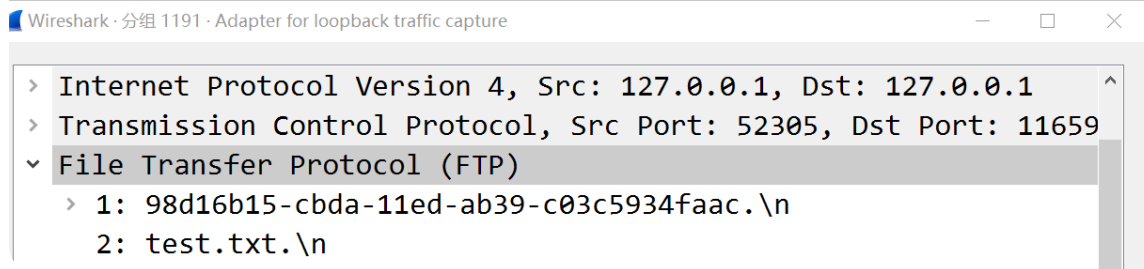 Wireshark · 分组 1191 · Adapter for loopback traffic capture
Internet Protocol Version 4, Src: 127.0.0.1, Dst: 127.0.0.1
Transmission Control Protocol, Src Port: 52305, Dst Port: 11659
File Transfer Protocol (FTP)
1: 98d16b15-cbda-11ed-ab39-c03c5934faac.\n
2: test.txt.\n